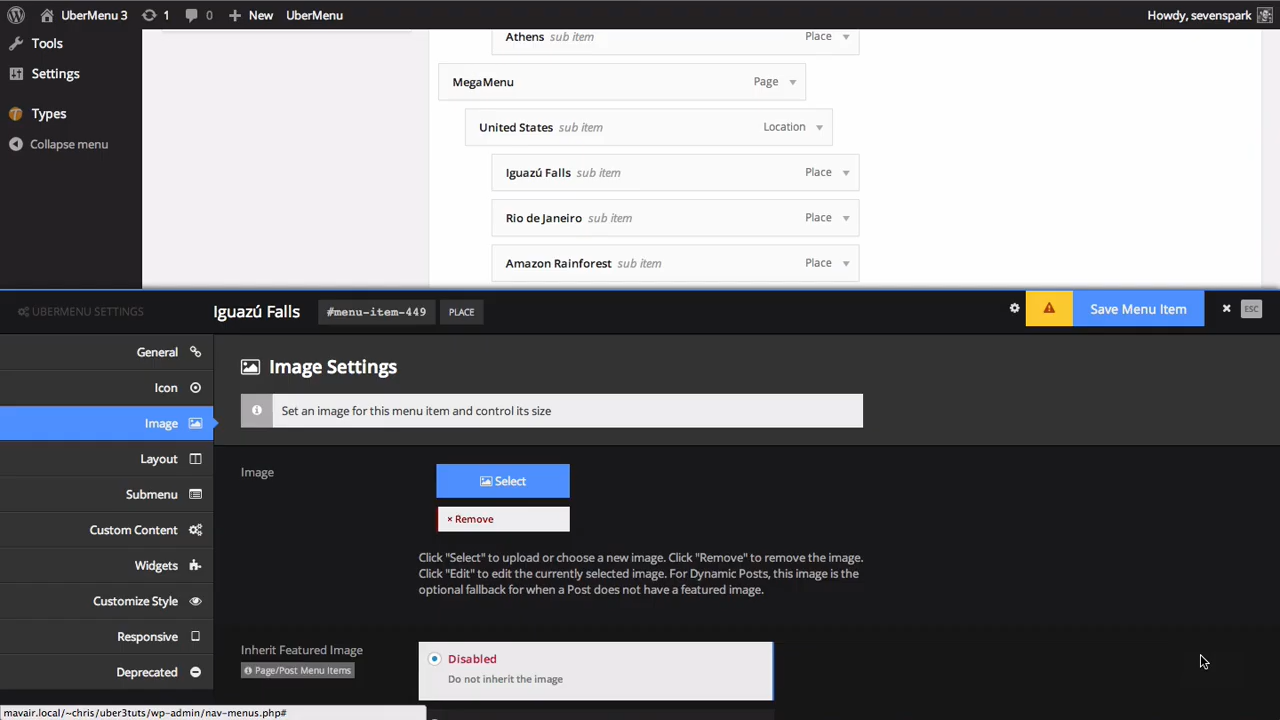 UberMenu 3 1 0 New UberMenu Howdy, sevenspark
Tools
Settings
Types
Collapse menu
Athens sub item Place
MegaMenu Page
United States sub item Location
Iguazú Falls sub item Place
Rio de Janeiro sub item Place
Amazon Rainforest sub item Place
UBERMENU SETTINGS Iguazú Falls #menu-item-449 PLACE Save Menu Item ESC
General
Icon
Image
Layout
Submenu
Custom Content
Widgets
Customize Style
Responsive
Deprecated
Image Settings
Set an image for this menu item and control its size
Image Select
× Remove
Click "Select" to upload or choose a new image. Click "Remove" to remove the image.
Click "Edit" to edit the currently selected image. For Dynamic Posts, this image is the
optional fallback for when a Post does not have a featured image.
Inherit Featured Image
Page/Post Menu Items
Disabled
Do not inherit the image
mavair.local/~chris/uber3tuts/wp-admin/nav-menus.php#